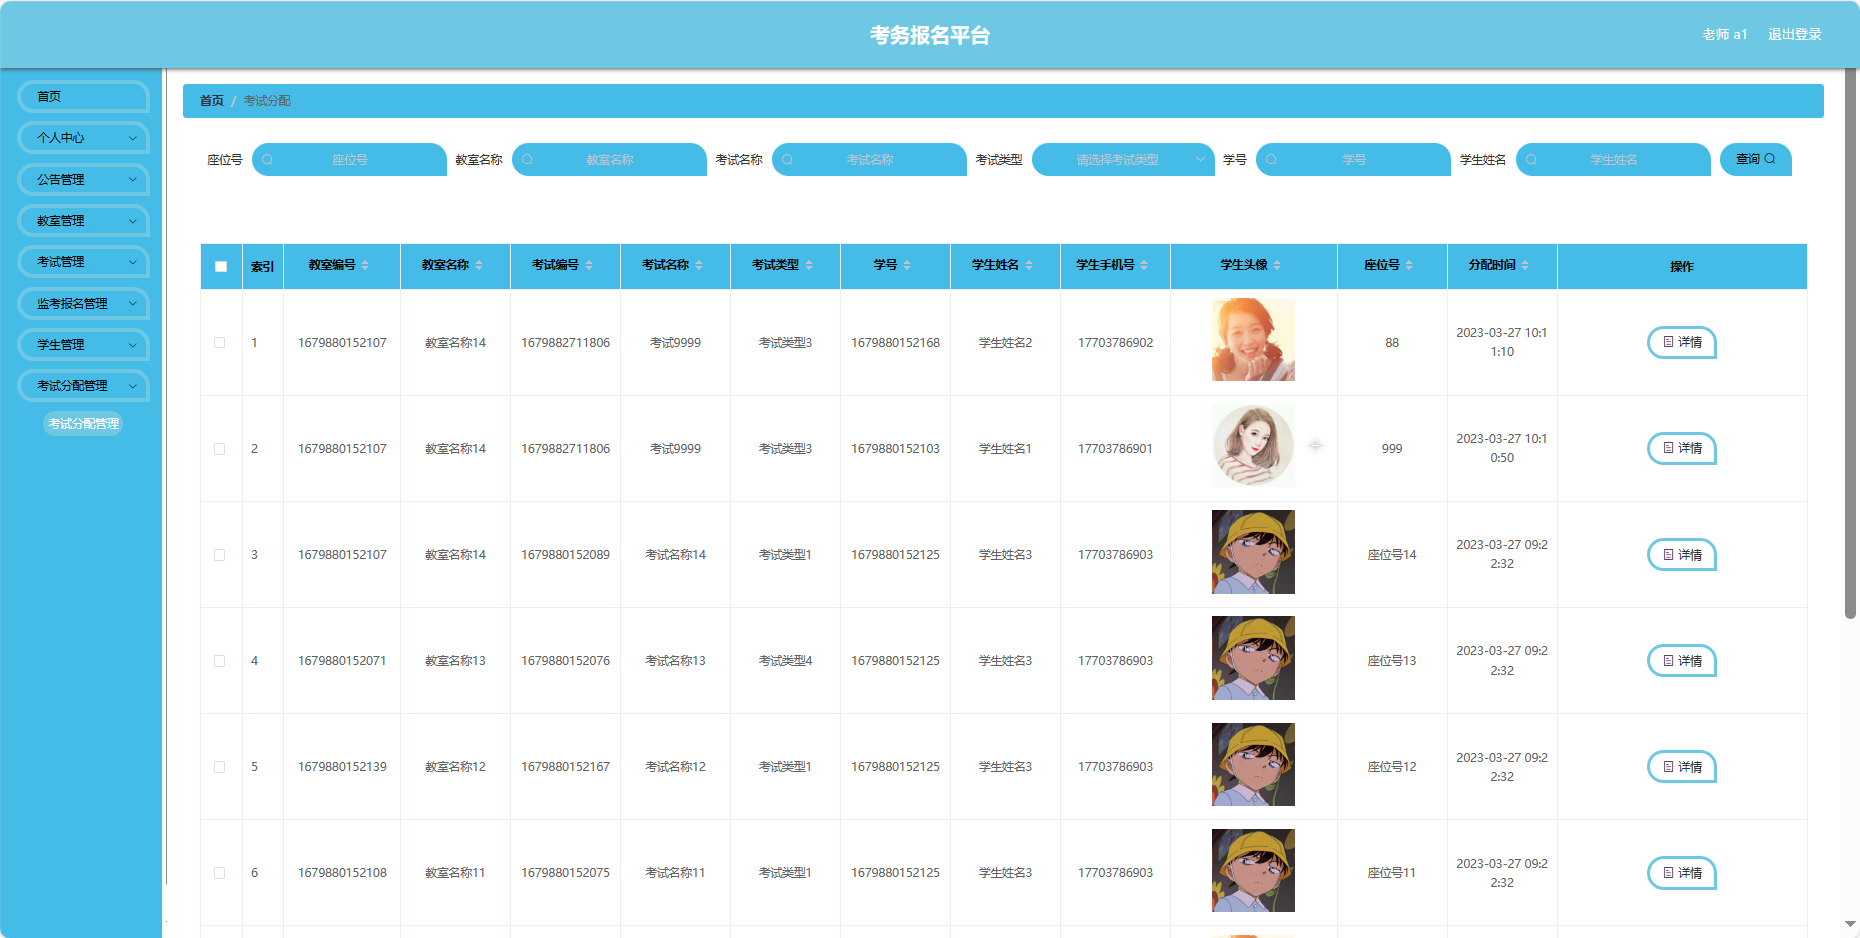 考务报名平台
老师 a1 退出登录
首页
个人中心
公告管理
教室管理
考试管理
监考报名管理
学生管理
考试分配管理
考试分配管理
首页 / 考试分配
座位号 座位号 教室名称 教室名称 考试名称 考试名称 考试类型 请选择考试类型 学号 学号 学生姓名 学生姓名 查询
索引 教室编号 教室名称 考试编号 考试名称 考试类型 学号 学生姓名 学生手机号 学生头像 座位号 分配时间 操作
1 1679880152107 教室名称14 1679882711806 考试9999 考试类型3 1679880152168 学生姓名2 17703786902 88 2023-03-27 10:1
1:10 详情
2 1679880152107 教室名称14 1679882711806 考试9999 考试类型3 1679880152103 学生姓名1 17703786901 999 2023-03-27 10:1
0:50 详情
3 1679880152107 教室名称14 1679880152089 考试名称14 考试类型1 1679880152125 学生姓名3 17703786903 座位号14 2023-03-27 09:2
2:32 详情
4 1679880152071 教室名称13 1679880152076 考试名称13 考试类型4 1679880152125 学生姓名3 17703786903 座位号13 2023-03-27 09:2
2:32 详情
5 1679880152139 教室名称12 1679880152167 考试名称12 考试类型1 1679880152125 学生姓名3 17703786903 座位号12 2023-03-27 09:2
2:32 详情
6 1679880152108 教室名称11 1679880152075 考试名称11 考试类型1 1679880152125 学生姓名3 17703786903 座位号11 2023-03-27 09:2
2:32 详情